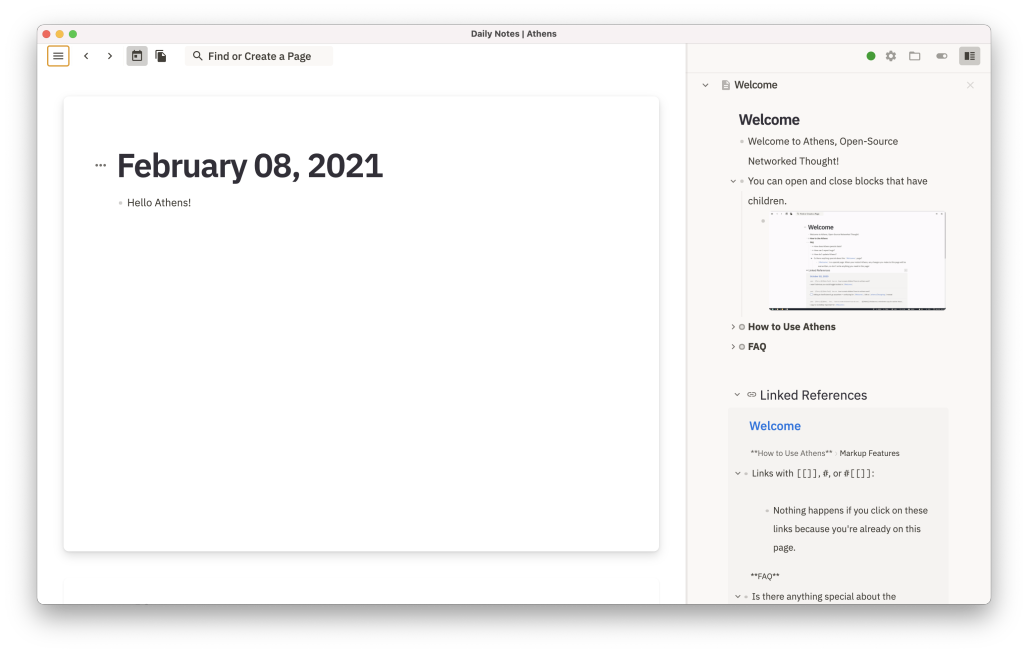 Daily Notes | Athens
Find or Create a Page
February 08, 2021
Hello Athens!
Welcome
Welcome
Welcome to Athens, Open-Source
Networked Thought!
You can open and close blocks that have
children.
Welcome
How to Use Athens
FAQ
Linked References
Welcome
**How to Use Athens** › Markup Features
Links with [[]], #, or #[[]]:
Nothing happens if you click on these
links because you're already on this
page.
**FAQ**
Is there anything special about the